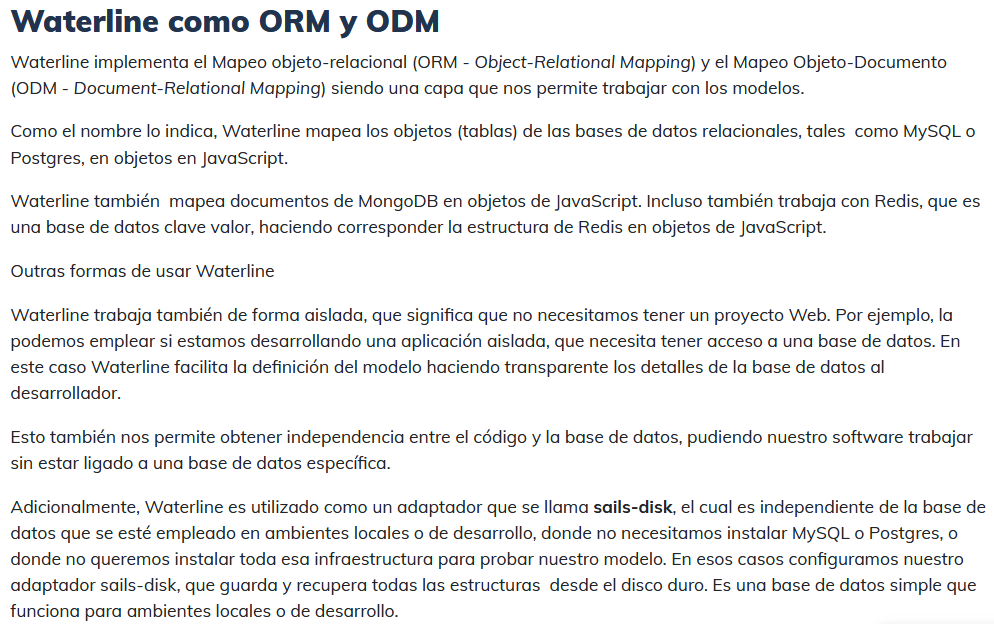 Waterline como ORM y ODM
Waterline implementa el Mapeo objeto-relacional (ORM - Object-Relational Mapping) y el Mapeo Objeto-Documento
(ODM - Document-Relational Mapping) siendo una capa que nos permite trabajar con los modelos.
Como el nombre lo indica, Waterline mapea los objetos (tablas) de las bases de datos relacionales, tales  como MySQL o
Postgres, en objetos en JavaScript.
Waterline también  mapea documentos de MongoDB en objetos de JavaScript. Incluso también trabaja con Redis, que es
una base de datos clave valor, haciendo corresponder la estructura de Redis en objetos de JavaScript.
Outras formas de usar Waterline
Waterline trabaja también de forma aislada, que significa que no necesitamos tener un proyecto Web. Por ejemplo, la
podemos emplear si estamos desarrollando una aplicación aislada, que necesita tener acceso a una base de datos. En
este caso Waterline facilita la definición del modelo haciendo transparente los detalles de la base de datos al
desarrollador.
Esto también nos permite obtener independencia entre el código y la base de datos, pudiendo nuestro software trabajar
sin estar ligado a una base de datos específica.
Adicionalmente, Waterline es utilizado como un adaptador que se llama sails-disk, el cual es independiente de la base de
datos que se esté empleado en ambientes locales o de desarrollo, donde no necesitamos instalar MySQL o Postgres, o
donde no queremos instalar toda esa infraestructura para probar nuestro modelo. En esos casos configuramos nuestro
adaptador sails-disk, que guarda y recupera todas las estructuras  desde el disco duro. Es una base de datos simple que
funciona para ambientes locales o de desarrollo.